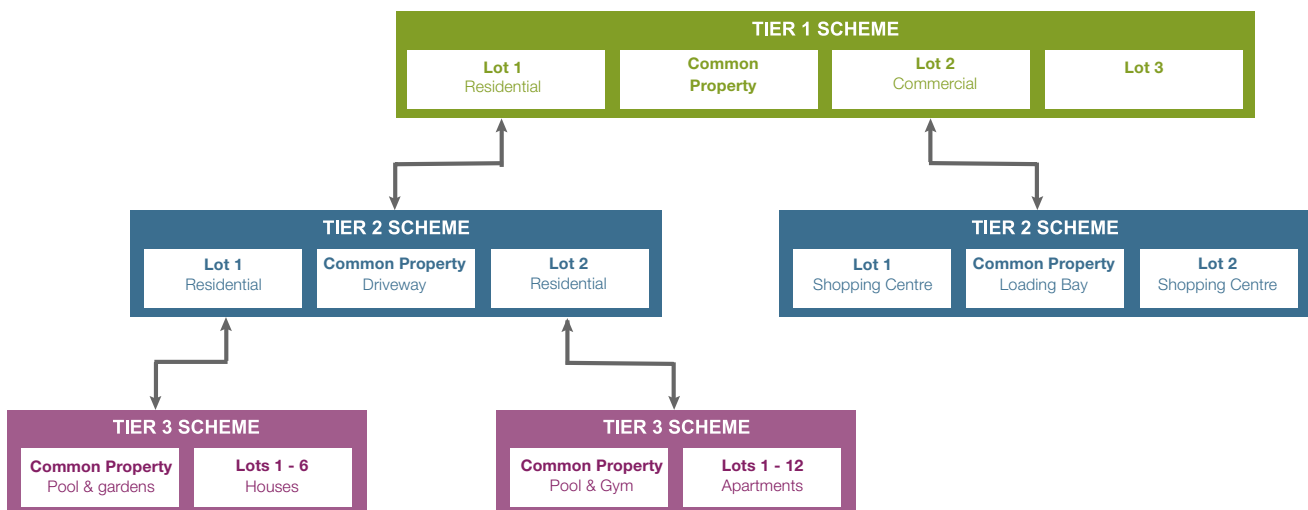 TIER 1 SCHEME
Lot 1
Residential
Common
Property
Lot 2
Commercial
Lot 3
TIER 2 SCHEME
Lot 1
Residential
Common Property
Driveway
Lot 2
Residential
TIER 2 SCHEME
Lot 1
Shopping Centre
Common Property
Loading Bay
Lot 2
Shopping Centre
TIER 3 SCHEME
Common Property
Pool & gardens
Lots 1 - 6
Houses
TIER 3 SCHEME
Common Property
Pool & Gym
Lots 1 - 12
Apartments